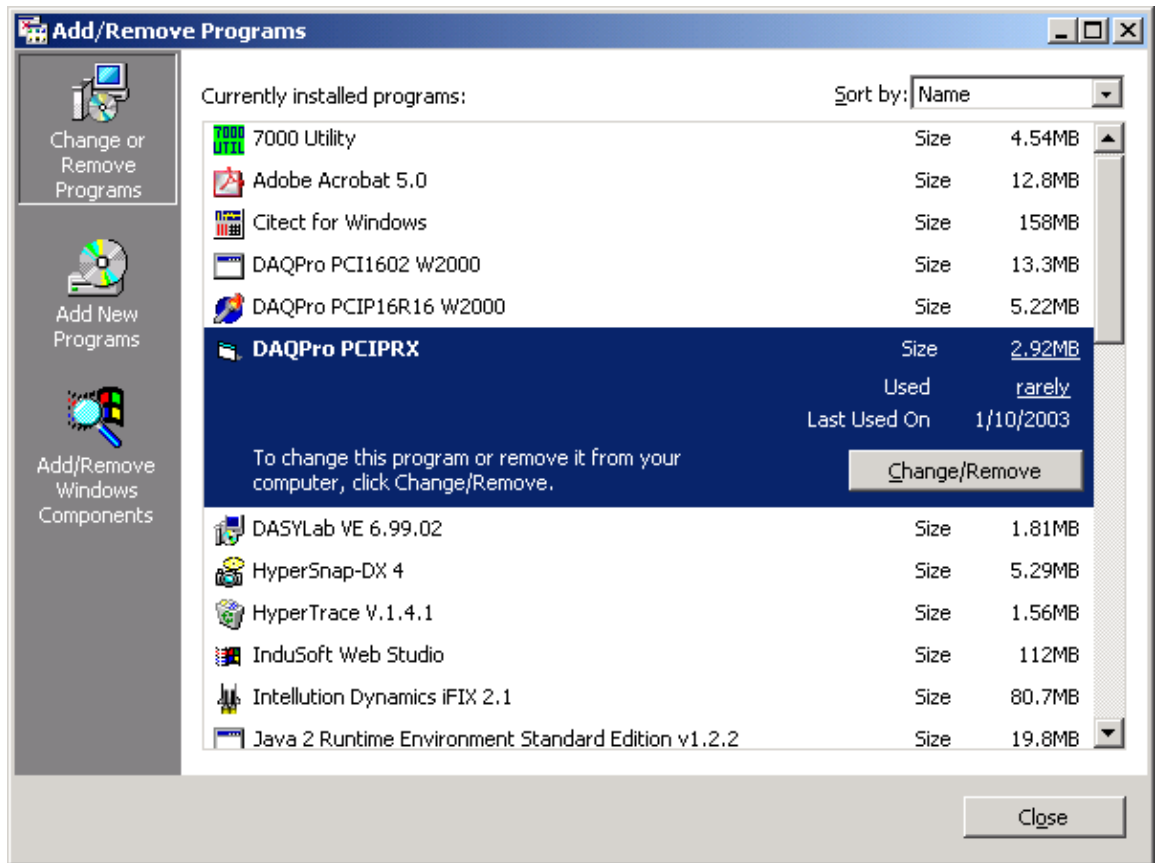 Add/Remove Programs
Change or
Remove
Programs
Add New
Programs
Add/Remove
Windows
Components
Currently installed programs: Sort by: Name
7000 UTIL 7000 Utility Size 4.54MB
Adobe Acrobat 5.0 Size 12.8MB
Citect for Windows Size 158MB
DAQPro PCI1602 W2000 Size 13.3MB
DAQPro PCIP16R16 W2000 Size 5.22MB
DAQPro PCIPRX Size 2.92MB
Used rarely
Last Used On 1/10/2003
To change this program or remove it from your
computer, click Change/Remove.
Change/Remove
DASYLab VE 6.99.02 Size 1.81MB
HyperSnap-DX 4 Size 5.29MB
HyperTrace V.1.4.1 Size 1.56MB
InduSoft Web Studio Size 112MB
Intellution Dynamics iFIX 2.1 Size 80.7MB
Java 2 Runtime Environment Standard Edition v1.2.2 Size 19.8MB
Close